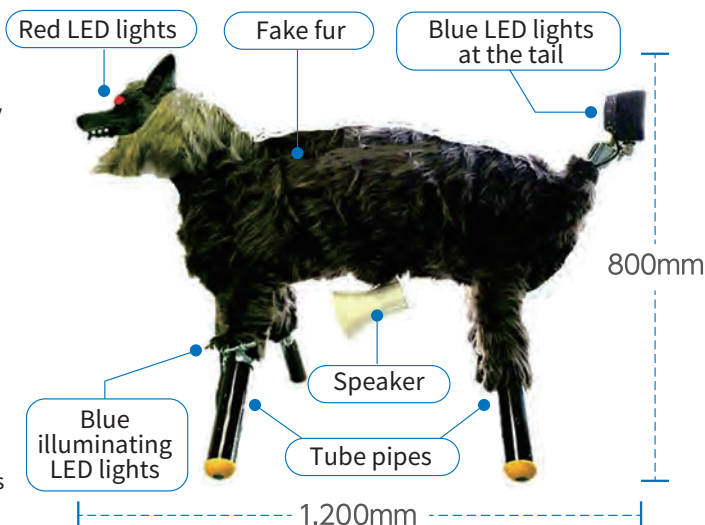 Red LED lights
Fake fur
Blue LED lights
at the tail
800mm
Speaker
Blue
illuminating
LED lights
Tube pipes
1,200mm